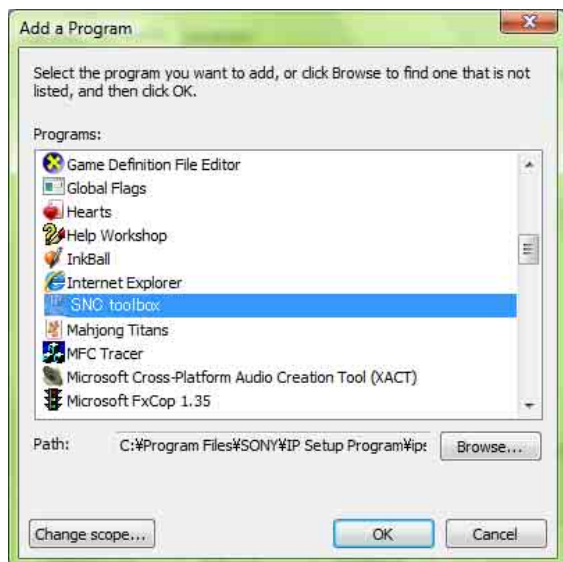 Add a Program
Select the program you want to add, or click Browse to find one that is not
listed, and then click OK.
Programs:
Game Definition File Editor
Global Flags
Hearts
Help Workshop
InkBall
Internet Explorer
SNC toolbox
Mahjong Titans
MFC Tracer
Microsoft Cross-Platform Audio Creation Tool (XACT)
Microsoft FxCop 1.35
Path: C:¥Program Files¥SONY¥IP Setup Program¥ips Browse...
Change scope... OK Cancel